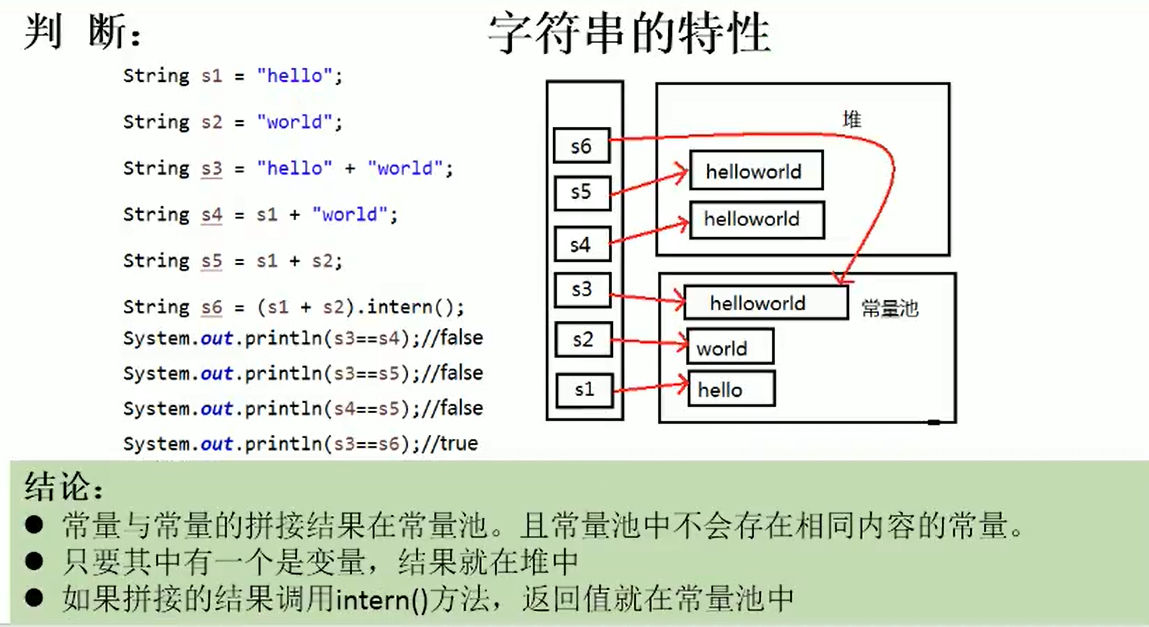 判 断：
字符串的特性
String s1 = "hello";
String s2 = "world";
String s3 = "hello" + "world";
String s4 = s1 + "world";
String s5 = s1 + s2;
String s6 = (s1 + s2).intern();
System.out.println(s3==s4);//false
System.out.println(s3==s5);//false
System.out.println(s4==s5);//false
System.out.println(s3==s6);//true
s6
s5
s4
s3
s2
s1
堆
helloworld
helloworld
helloworld
常量池
world
hello
结论：
● 常量与常量的拼接结果在常量池。且常量池中不会存在相同内容的常量。
● 只要其中有一个是变量，结果就在堆中
● 如果拼接的结果调用intern()方法，返回值就在常量池中